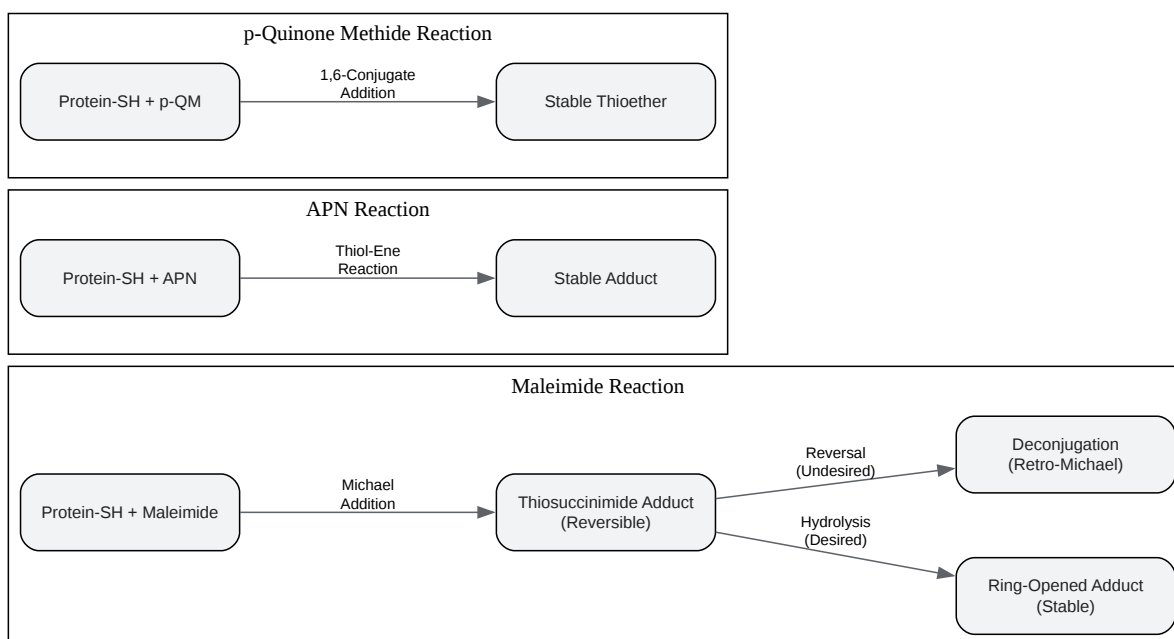 p-Quinone Methide Reaction
Protein-SH + p-QM
1,6-Conjugate
Addition
Stable Thioether
APN Reaction
Protein-SH + APN
Thiol-Ene
Reaction
Stable Adduct
Maleimide Reaction
Protein-SH + Maleimide
Michael
Addition
Thiosuccinimide Adduct
(Reversible)
Reversal
(Undesired)
Deconjugation
(Retro-Michael)
Hydrolysis
(Desired)
Ring-Opened Adduct
(Stable)